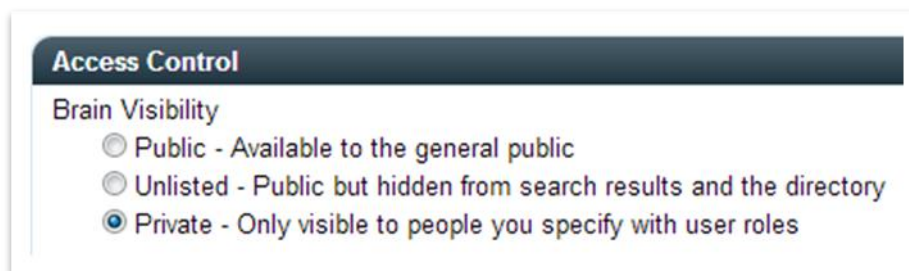 Access Control
Brain Visibility
Public - Available to the general public
Unlisted - Public but hidden from search results and the directory
Private - Only visible to people you specify with user roles